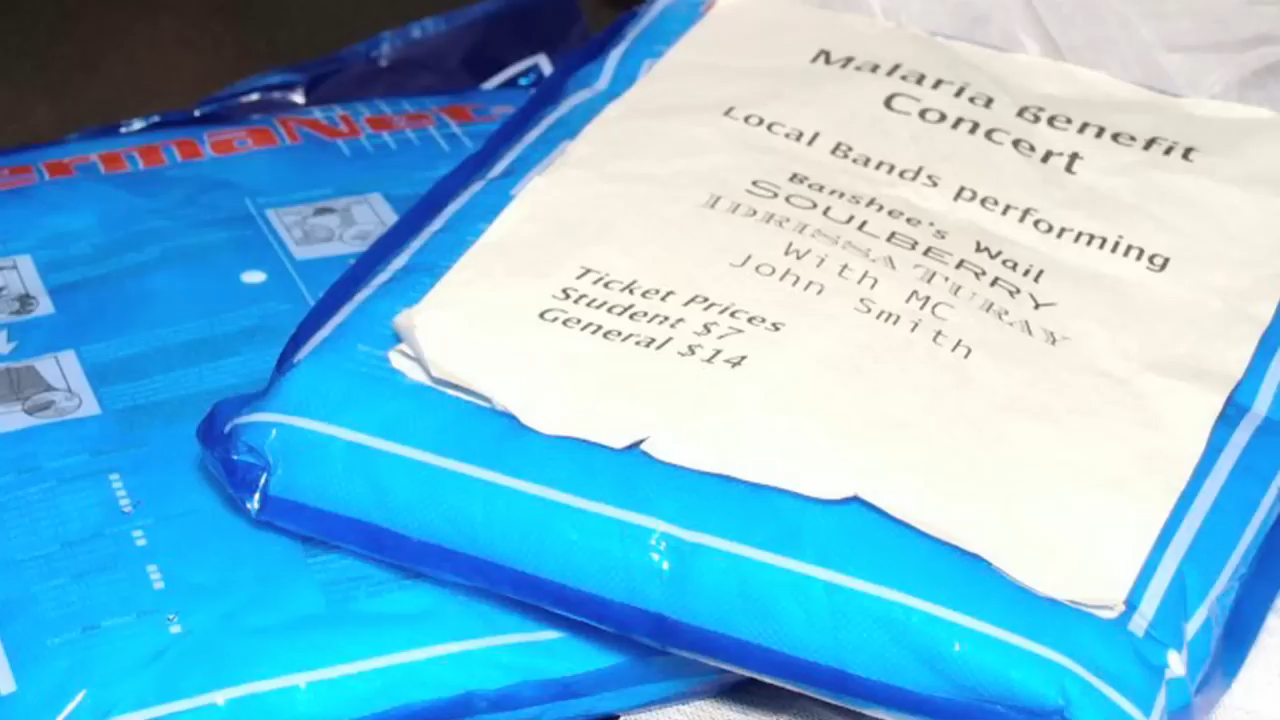 ermaNet
Malaria Benefit
Concert
Local Bands performing
Banshee's Wail
SOULBERRY
IDRISSA TURAY
With MC
John Smith
Ticket Prices
Student $7
General $14